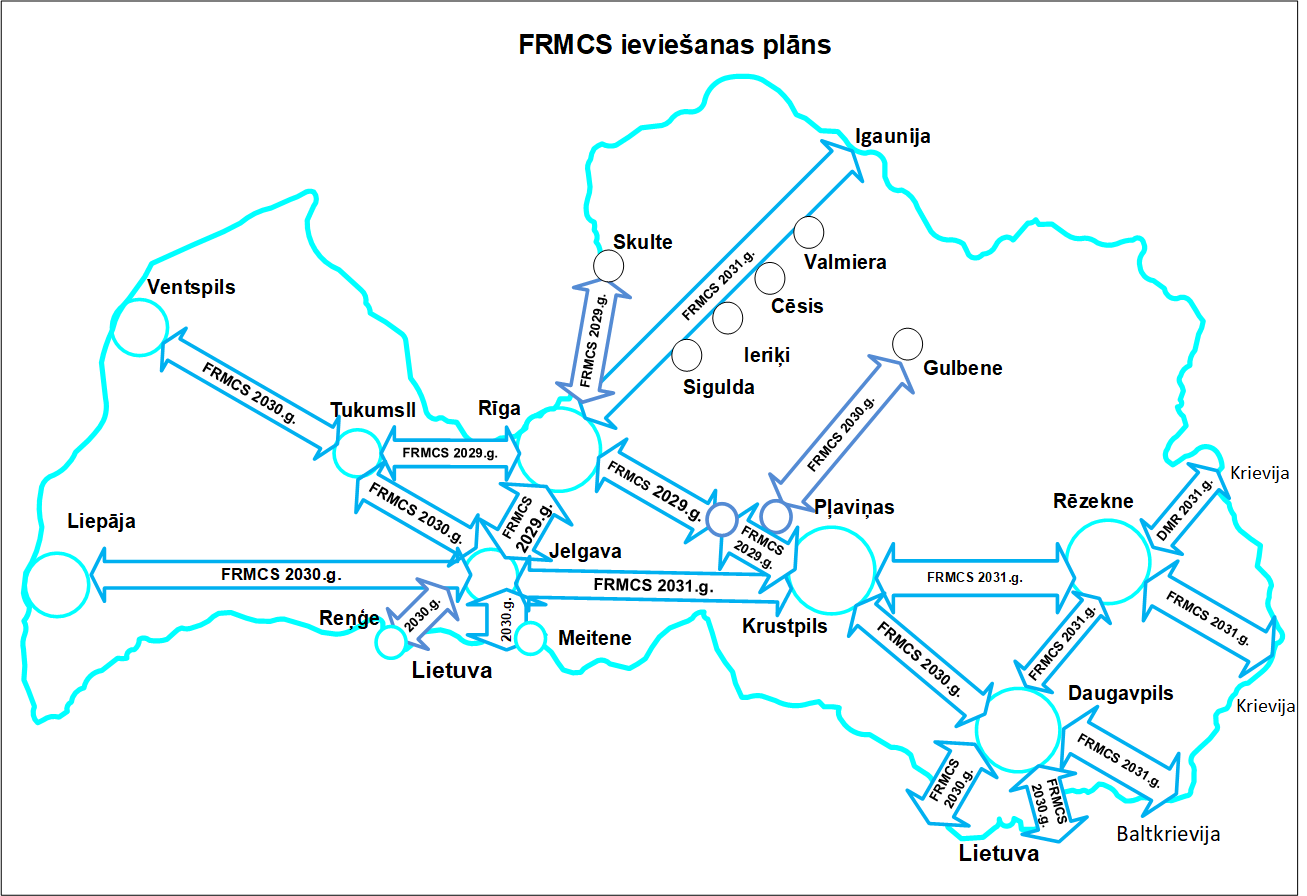 FRMCS ieviešanas plāns
Igaunija
Skulte
Valmiera
Ventspils
FRMCS 2031.g.
Cēsis
FRMCS 2029.g.
Ieriķi
Gulbene
Sigulda
FRMCS 2030.g.
TukumsII
Rīga
FRMCS 2030.g.
FRMCS 2029.g.
Krievija
FRMCS 2029.g.
Pļaviņas
Rēzekne
DMR 2031.g.
Liepāja
FRMCS 2030.g.
FRMCS
2029.g.
FRMCS
2029.g.
Jelgava
FRMCS 2030.g.
FRMCS 2031.g.
FRMCS 2031.g.
FRMCS 2031.g.
Reņģe
2030.g.
2030.g.
Meitene
Krustpils
FRMCS 2031.g.
Lietuva
FRMCS 2030.g.
Daugavpils
Krievija
FRMCS 2031.g.
FRMCS
2030.g.
FRMCS
2030.g.
Baltkrievija
Lietuva